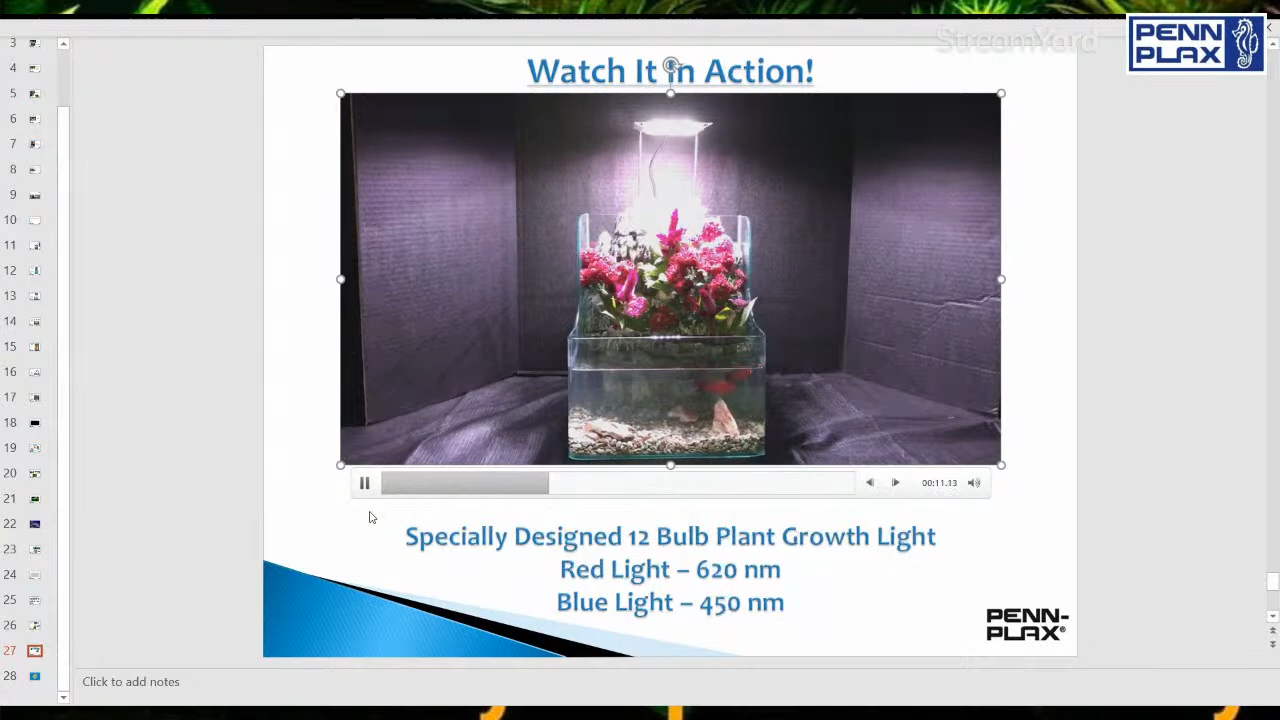 StreamYard
PENN
PLAX
Watch It In Action!
00:11.13
Specially Designed 12 Bulb Plant Growth Light
Red Light – 620 nm
Blue Light – 450 nm
PENN-
PLAX®
3
4
5
6
7
8
9
10
11
12
13
14
15
16
17
18
19
20
21
22
23
24
25
26
27
28
Click to add notes